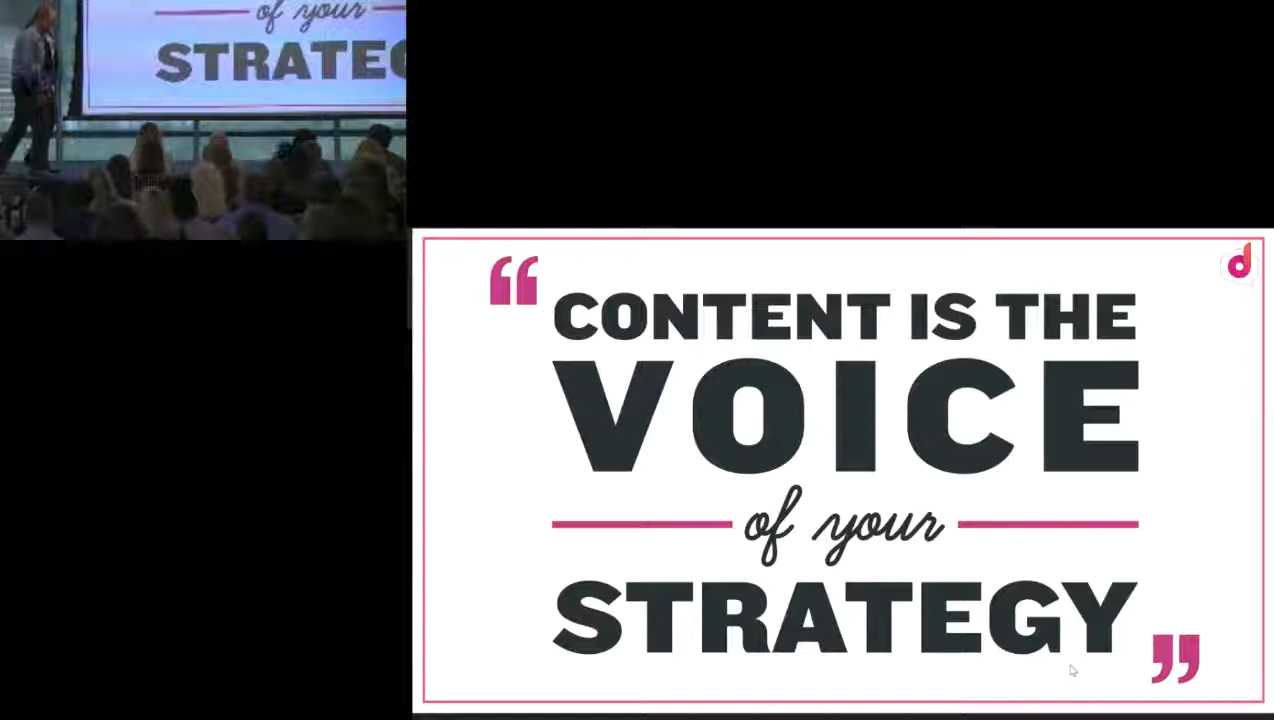 of your
STRATEG
“CONTENT IS THE
VOICE
of your
STRATEGY”
d